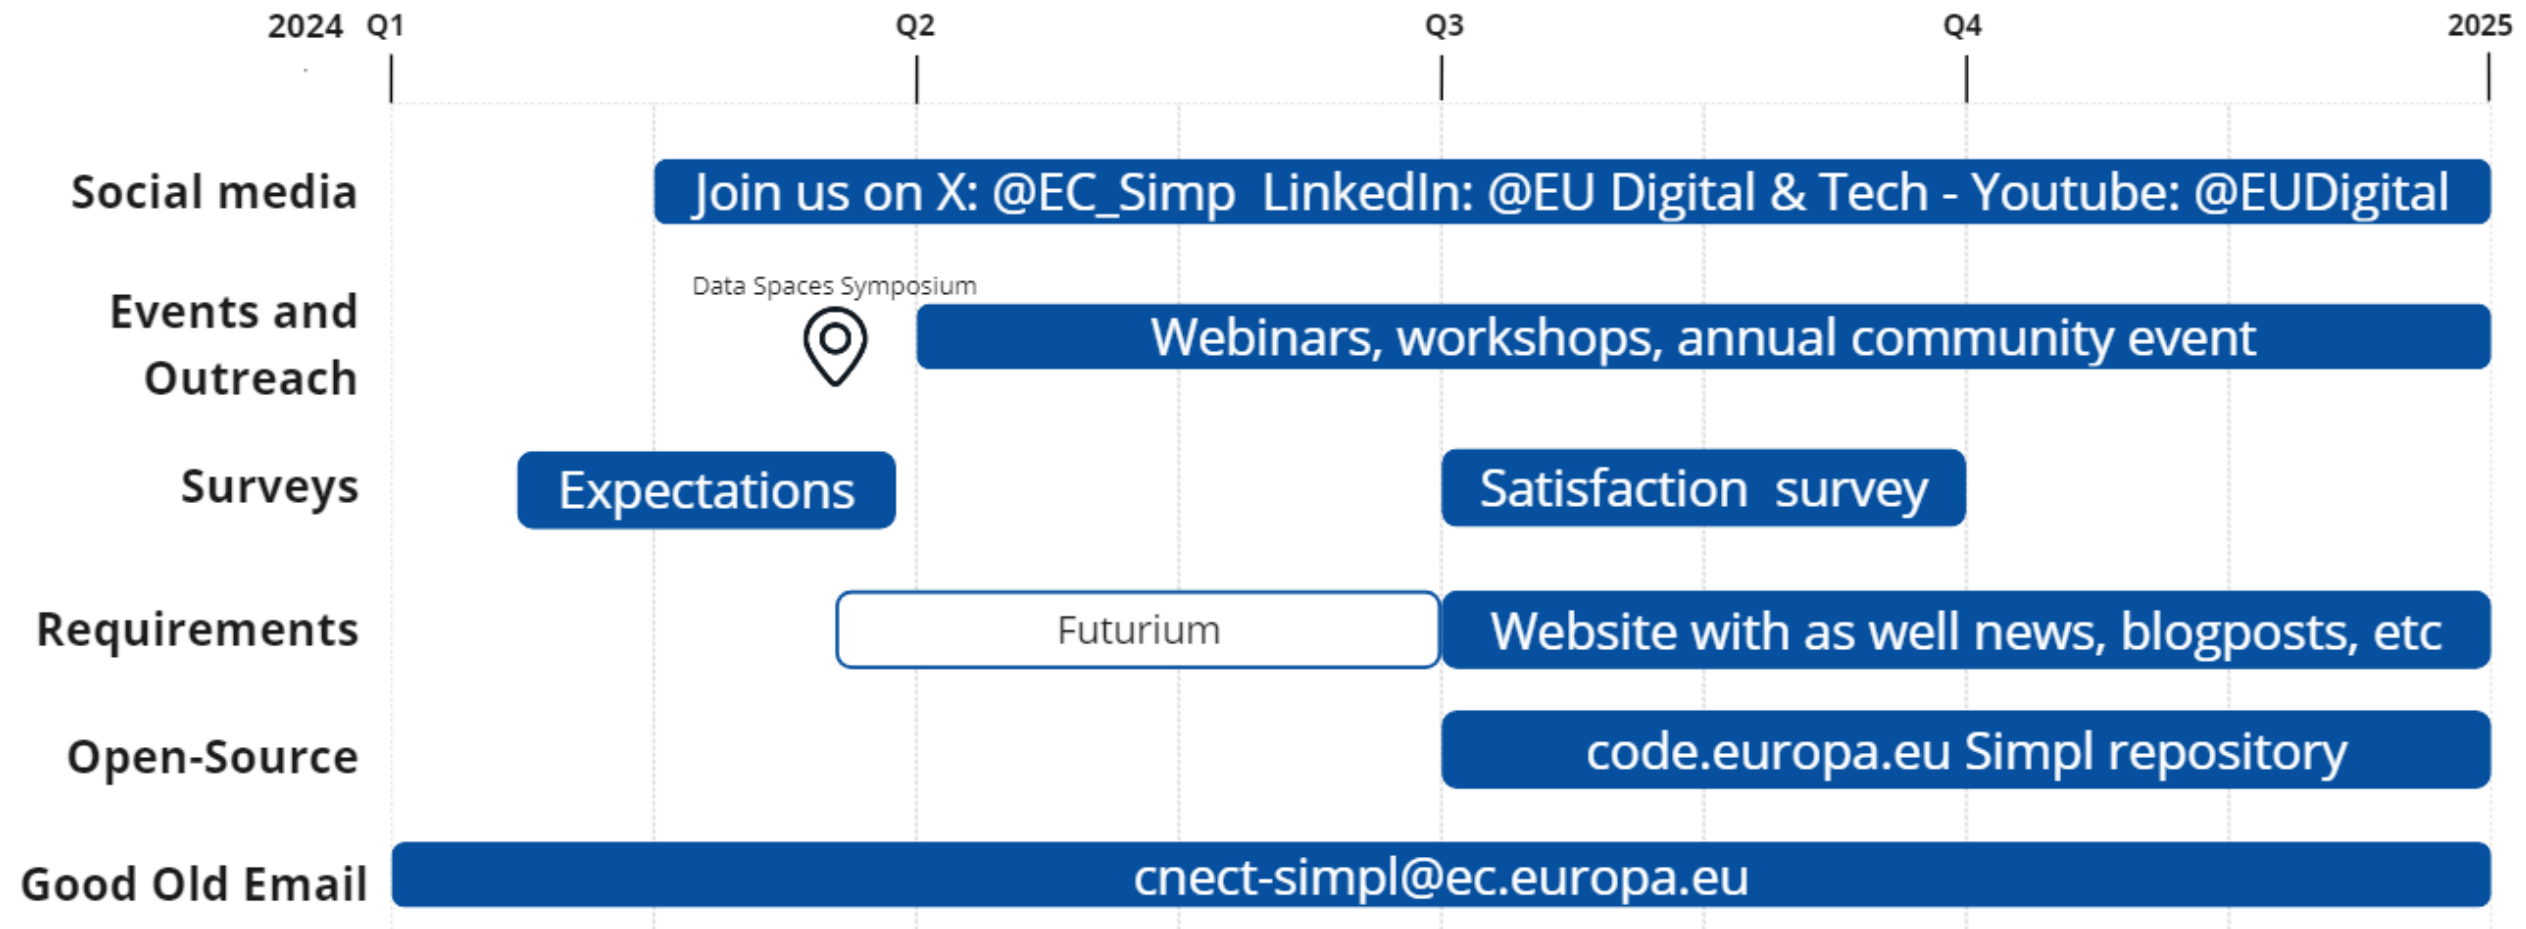 2024 Q1 Q2 Q3 Q4 2025
Social media
Join us on X: @EC_Simp LinkedIn: @EU Digital & Tech - Youtube: @EUDigital
Events and
Outreach
Data Spaces Symposium
Webinars, workshops, annual community event
Surveys
Expectations
Satisfaction survey
Requirements
Futurium
Website with as well news, blogposts, etc
Open-Source
code.europa.eu Simpl repository
Good Old Email
cnect-simpl@ec.europa.eu